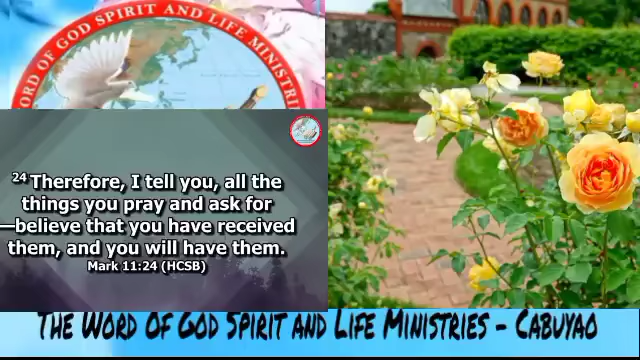 ORD OF GOD SPIRIT AND LIFE MINISTRI
24 Therefore, I tell you, all the
things you pray and ask for
—believe that you have received
them, and you will have them.
Mark 11:24 (HCSB)
THE WORD OF GOD SPIRIT AND LIFE MINISTRIES - CABUYAO